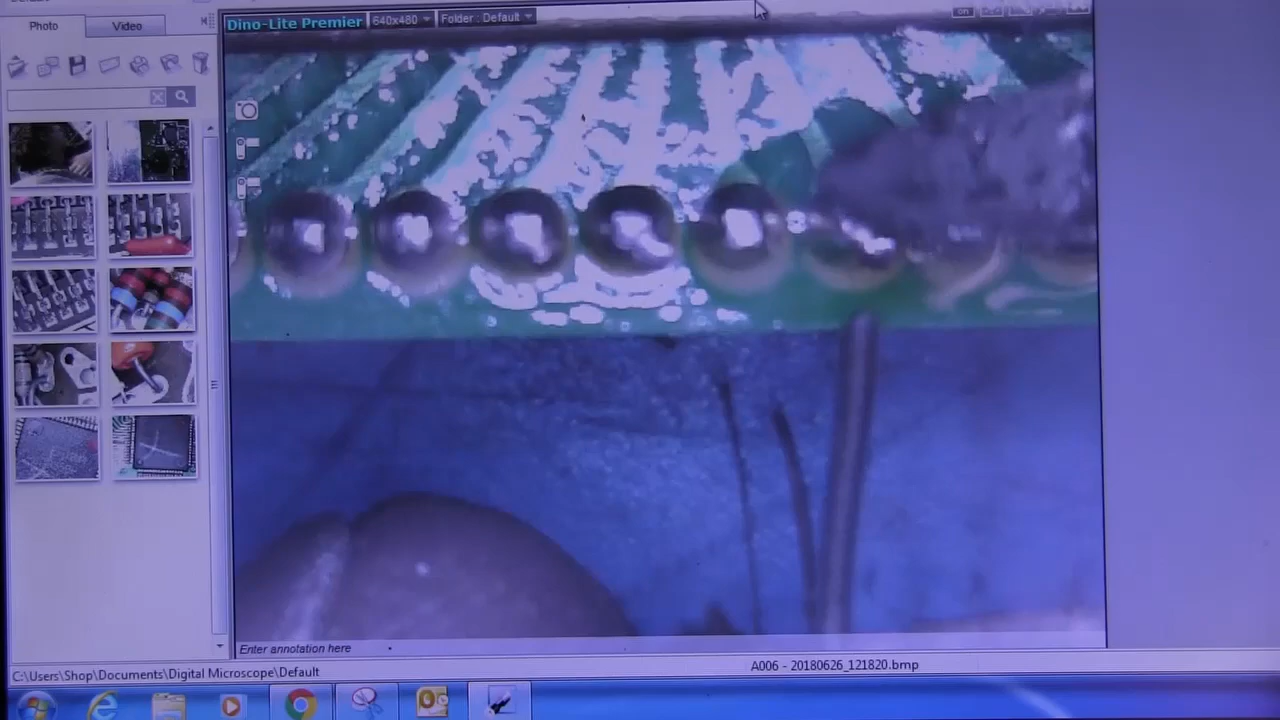 Photo Video
Dino-Lite Premier 640x480 Folder : Default
on
Enter annotation here
C:\Users\Shop\Documents\Digital Microscope\Default
A006 - 20180626_121820.bmp